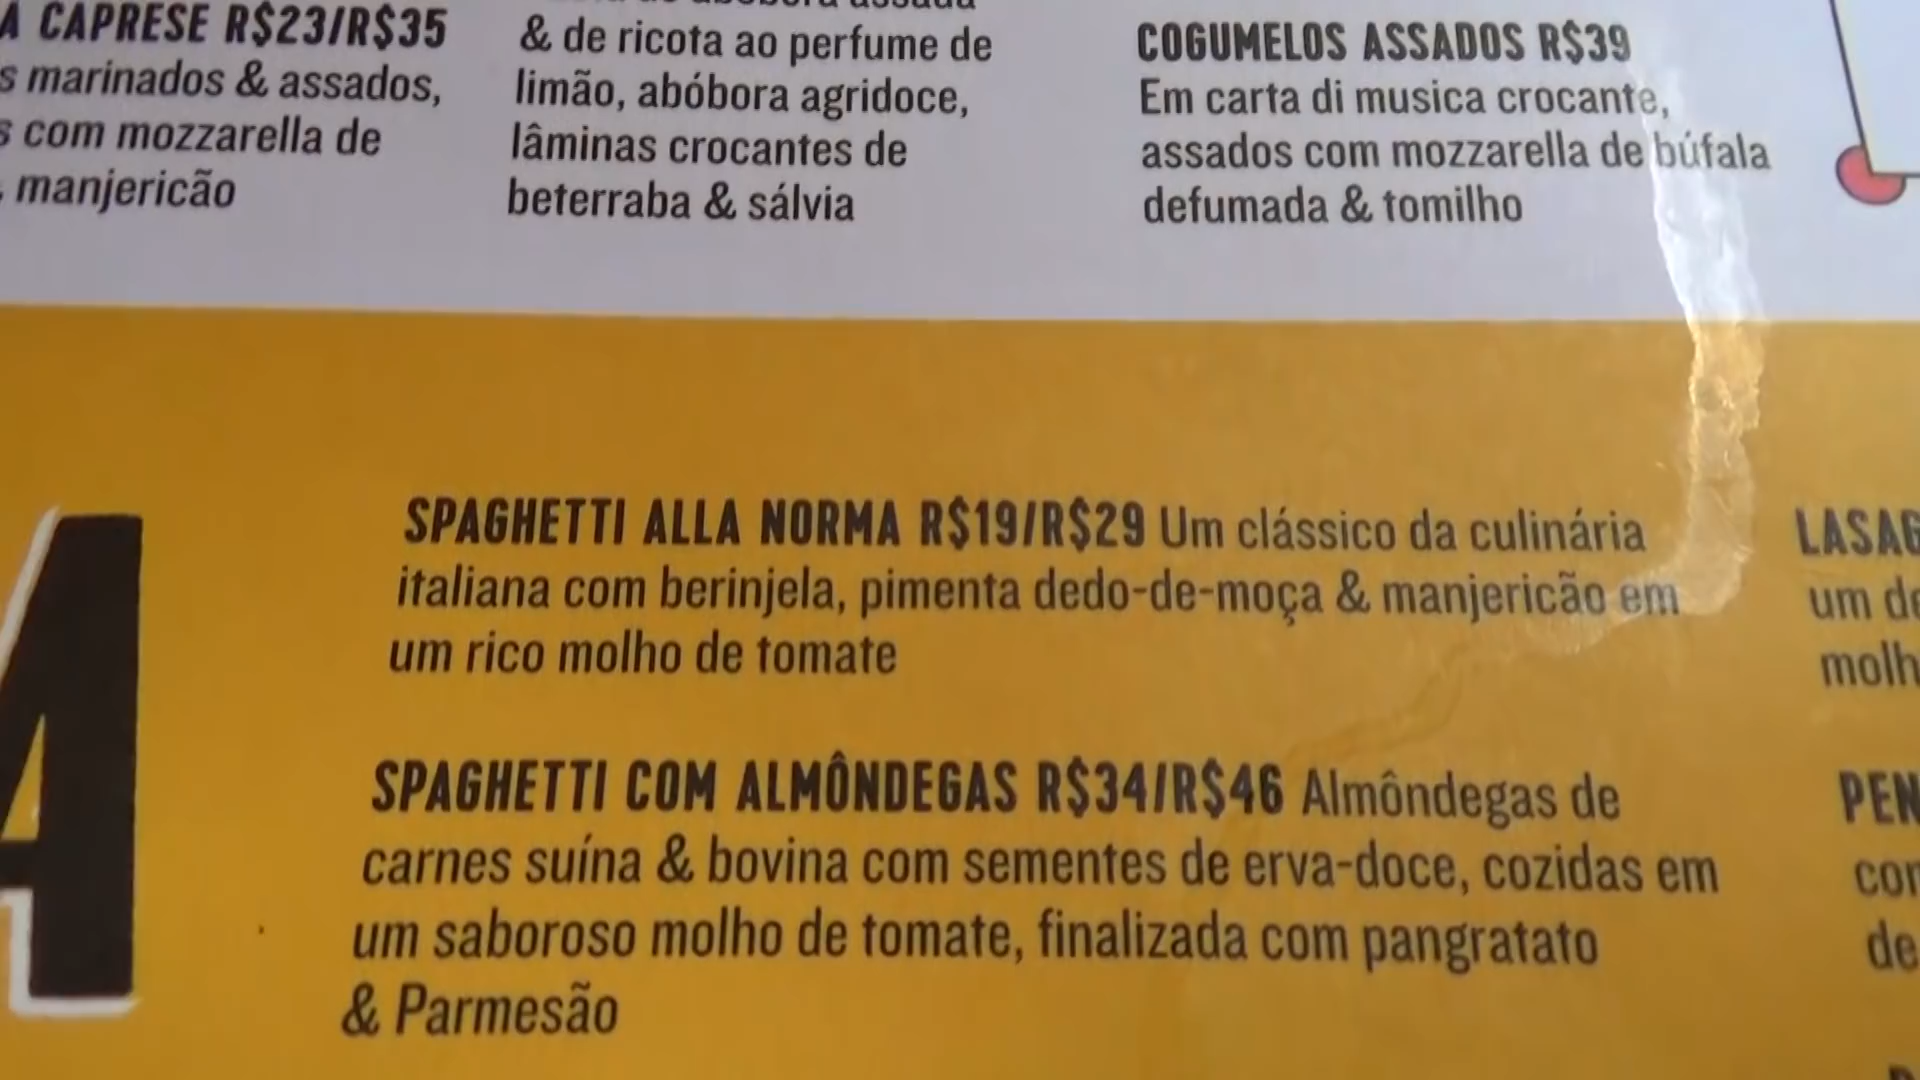 A CAPRESE R$23/R$35
s marinados & assados,
s com mozzarella de
manjericão
& de ricota ao perfume de
limão, abóbora agridoce,
lâminas crocantes de
beterraba & sálvia
COGUMELOS ASSADOS R$39
Em carta di musica crocante,
assados com mozzarella de búfala
defumada & tomilho
A
SPAGHETTI ALLA NORMA R$19/R$29 Um clássico da culinária
italiana com berinjela, pimenta dedo-de-moça & manjericão em
um rico molho de tomate
SPAGHETTI COM ALMÔNDEGAS R$34/R$46 Almôndegas de
carnes suína & bovina com sementes de erva-doce, cozidas em
um saboroso molho de tomate, finalizada com pangratato
& Parmesão
LASAG
um de
molh
PEN
con
de